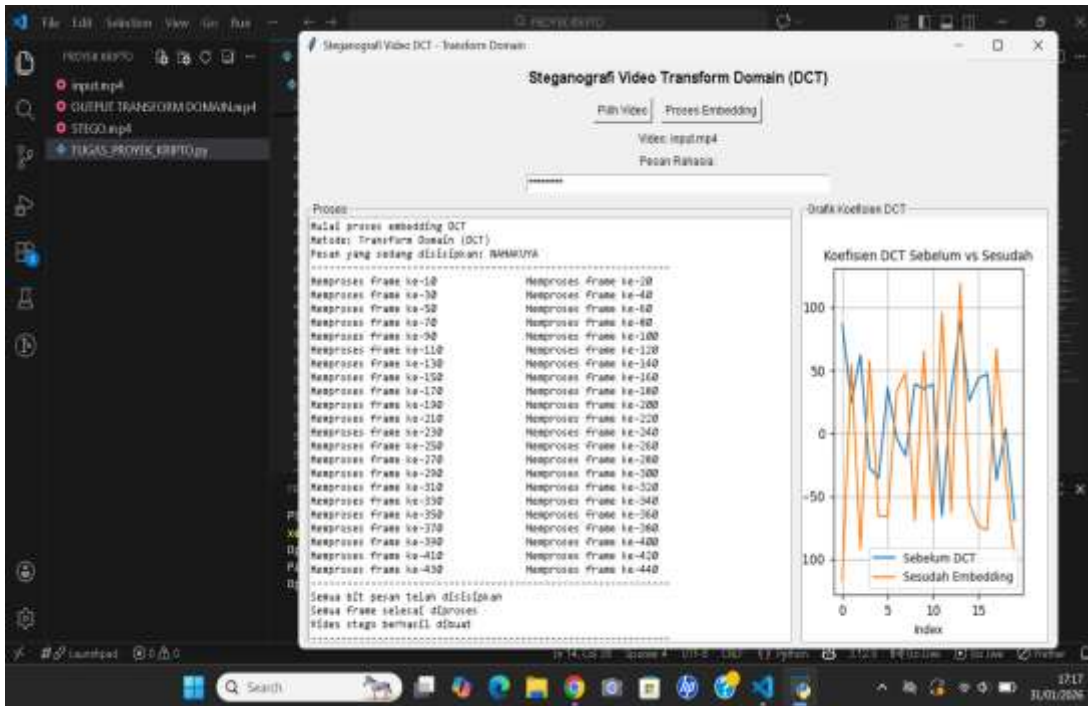 File Edit Selection View Go Run
PROYEK KRIPTO
input.mp4
OUTPUT TRANSFORM DOMAIN.mp4
STEGO.mp4
TUGAS_PROYEK_KRIPTO.py
Steganografi Video DCT - Transform Domain
Steganografi Video Transform Domain (DCT)
Pilih Video Proses Embedding
Video: input.mp4
Pesan Rahasia:
Proses
Mulai proses embedding DCT
Metode: Transform Domain (DCT)
Pesan yang sedang disisipkan: NAMAKUYA
Memproses frame ke-10 Memproses frame ke-20
Memproses frame ke-30 Memproses frame ke-40
Memproses frame ke-50 Memproses frame ke-60
Memproses frame ke-70 Memproses frame ke-80
Memproses frame ke-90 Memproses frame ke-100
Memproses frame ke-110 Memproses frame ke-120
Memproses frame ke-130 Memproses frame ke-140
Memproses frame ke-150 Memproses frame ke-160
Memproses frame ke-170 Memproses frame ke-180
Memproses frame ke-190 Memproses frame ke-200
Memproses frame ke-210 Memproses frame ke-220
Memproses frame ke-230 Memproses frame ke-240
Memproses frame ke-250 Memproses frame ke-260
Memproses frame ke-270 Memproses frame ke-280
Memproses frame ke-290 Memproses frame ke-300
Memproses frame ke-310 Memproses frame ke-320
Memproses frame ke-330 Memproses frame ke-340
Memproses frame ke-350 Memproses frame ke-360
Memproses frame ke-370 Memproses frame ke-380
Memproses frame ke-390 Memproses frame ke-400
Memproses frame ke-410 Memproses frame ke-420
Memproses frame ke-430 Memproses frame ke-440
Semua bit pesan telah disisipkan
Semua frame selesai diproses
Video stego berhasil dibuat
Grafik Koefisien DCT
Koefisien DCT Sebelum vs Sesudah
100
50
0
-50
100
Sebelum DCT
Sesudah Embedding
0 5 10 15
Index
Launchpad 0 0
Python
Search
17:17
31/01/2026